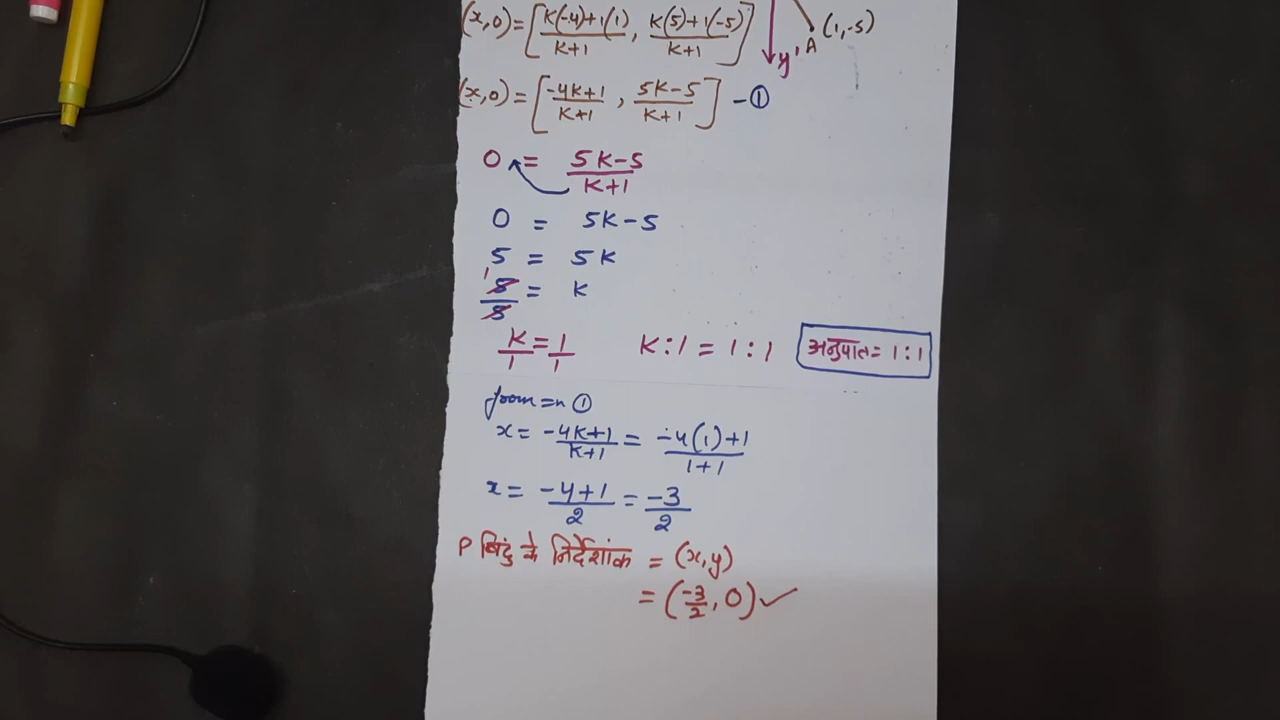 (x,0) = [K(-4)+1(1)/K+1 , K(5)+1(-5)/K+1]
y'
A (1,-5)
(x,0) = [-4K+1/K+1 , 5K-5/K+1] - ①
0 = 5K-5/K+1
0 = 5K-5
5 = 5K
1
5/5 = K
K/1 = 1/1 K:1 = 1:1 अनुपात = 1:1
from =n ①
x = -4K+1/K+1 = -4(1)+1/1+1
x = -4+1/2 = -3/2
P बिंदु के निर्देशांक = (x,y)
= (-3/2, 0) ✓